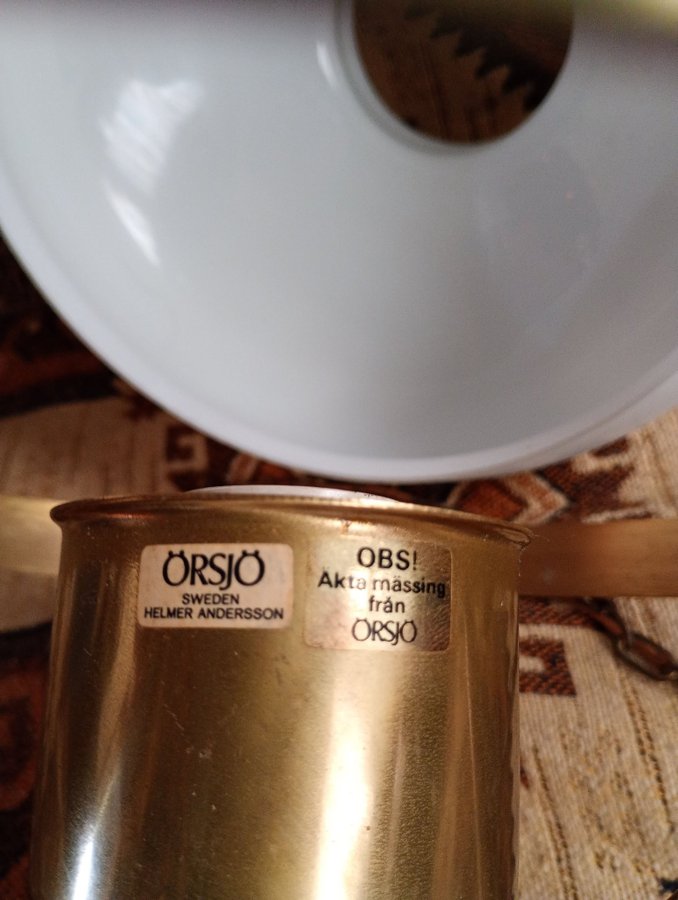 ÖRSJÖ
SWEDEN
HELMER ANDERSSON
OBS!
Äkta mässing
från
ÖRSJÖ